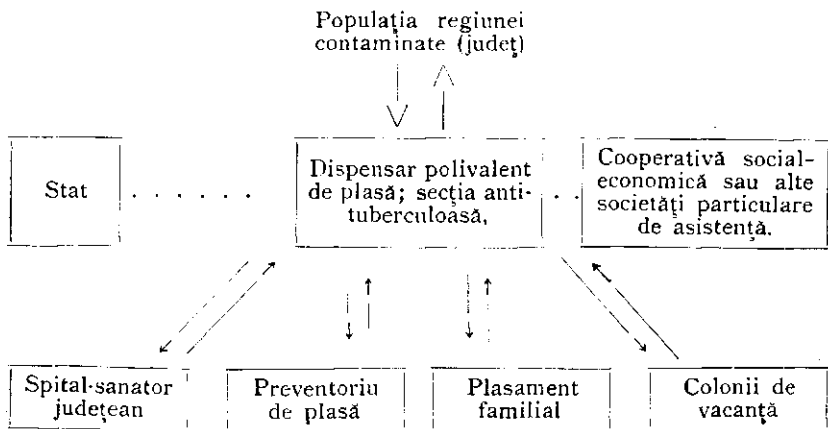 Populația regiunei
contaminate (județ)
Stat
Dispensar polivalent
de plasă; secția anti-
tuberculoasă,
Cooperativă social-
economică sau alte
societăți particulare
de asistență.
Spital-sanator
județean
Preventoriu
de plasă
Plasament
familial
Colonii de
vacanță